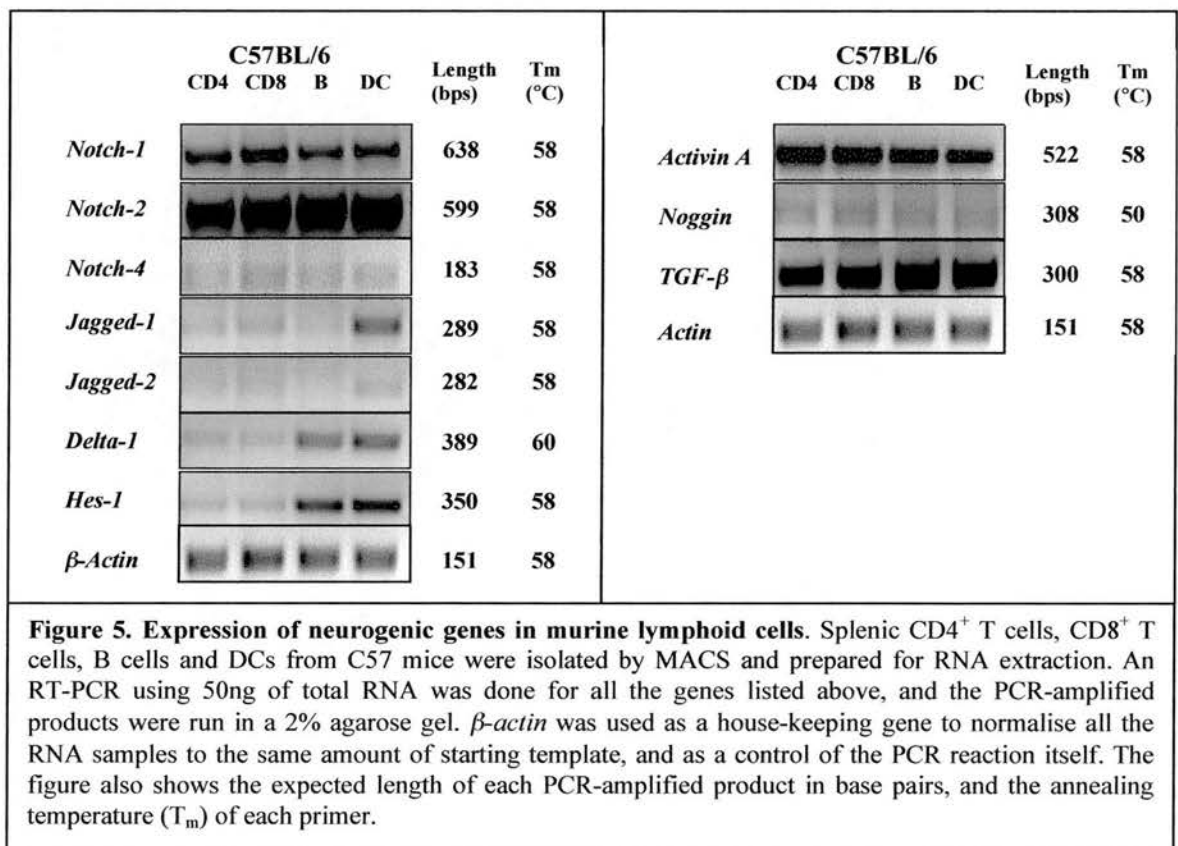 C57BL/6
CD4 CD8 B DC Length (bps) Tm (°C)
Notch-1 638 58
Notch-2 599 58
Notch-4 183 58
Jagged-1 289 58
Jagged-2 282 58
Delta-1 389 60
Hes-1 350 58
β-Actin 151 58
C57BL/6
CD4 CD8 B DC Length (bps) Tm (°C)
Activin A 522 58
Noggin 308 50
TGF-β 300 58
Actin 151 58
Figure 5. Expression of neurogenic genes in murine lymphoid cells. Splenic CD4⁺ T cells, CD8⁺ T
cells, B cells and DCs from C57 mice were isolated by MACS and prepared for RNA extraction. An
RT-PCR using 50ng of total RNA was done for all the genes listed above, and the PCR-amplified
products were run in a 2% agarose gel. β-actin was used as a house-keeping gene to normalise all the
RNA samples to the same amount of starting template, and as a control of the PCR reaction itself. The
figure also shows the expected length of each PCR-amplified product in base pairs, and the annealing
temperature (Tₘ) of each primer.